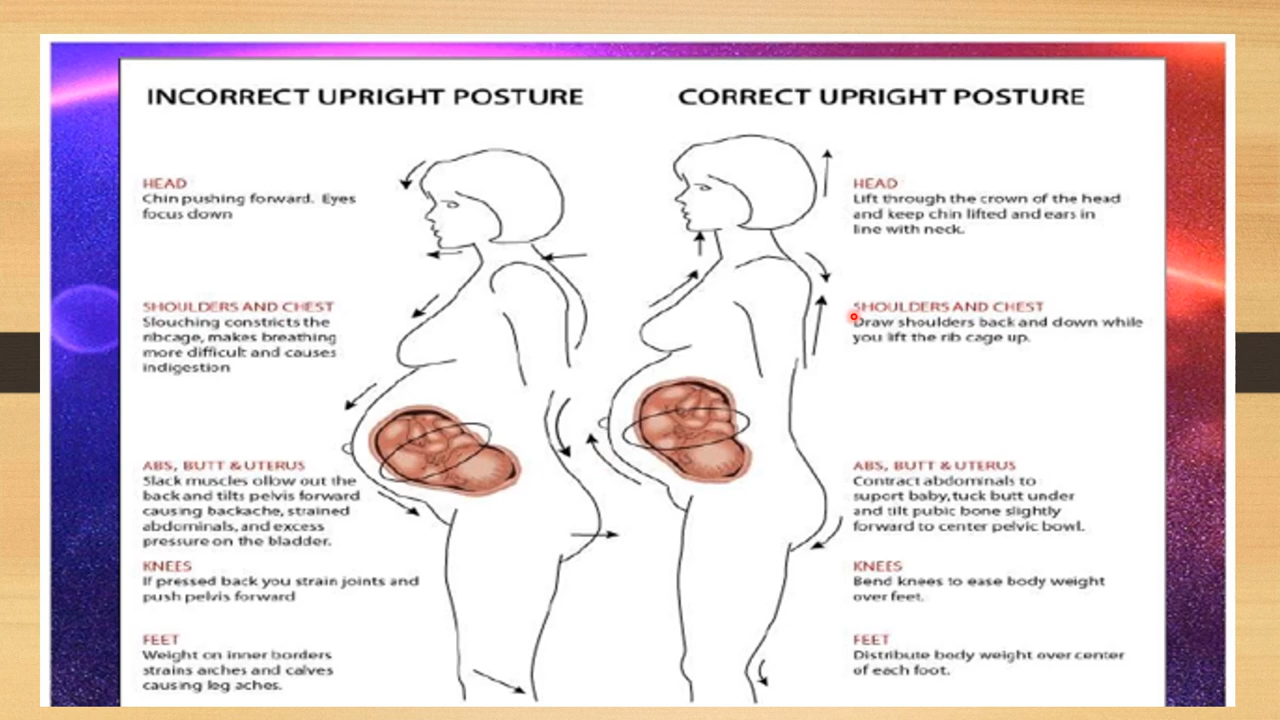 INCORRECT UPRIGHT POSTURE
HEAD
Chin pushing forward. Eyes
focus down
SHOULDERS AND CHEST
Slouching constricts the
ribcage, makes breathing
more difficult and causes
indigestion
ABS, BUTT & UTERUS
Slack muscles ollow out the
back and tilts pelvis forward
causing backache, strained
abdominals, and excess
pressure on the bladder.
KNEES
If pressed back you strain joints and
push pelvis forward
FEET
Weight on inner borders
strains arches and calves
causing leg aches.
CORRECT UPRIGHT POSTURE
HEAD
Lift through the crown of the head
and keep chin lifted and ears in
line with neck.
SHOULDERS AND CHEST
Draw shoulders back and down while
you lift the rib cage up.
ABS, BUTT & UTERUS
Contract abdominals to
suport baby, tuck butt under
and tilt pubic bone slightly
forward to center pelvic bowl.
KNEES
Bend knees to ease body weight
over feet.
FEET
Distribute body weight over center
of each foot.